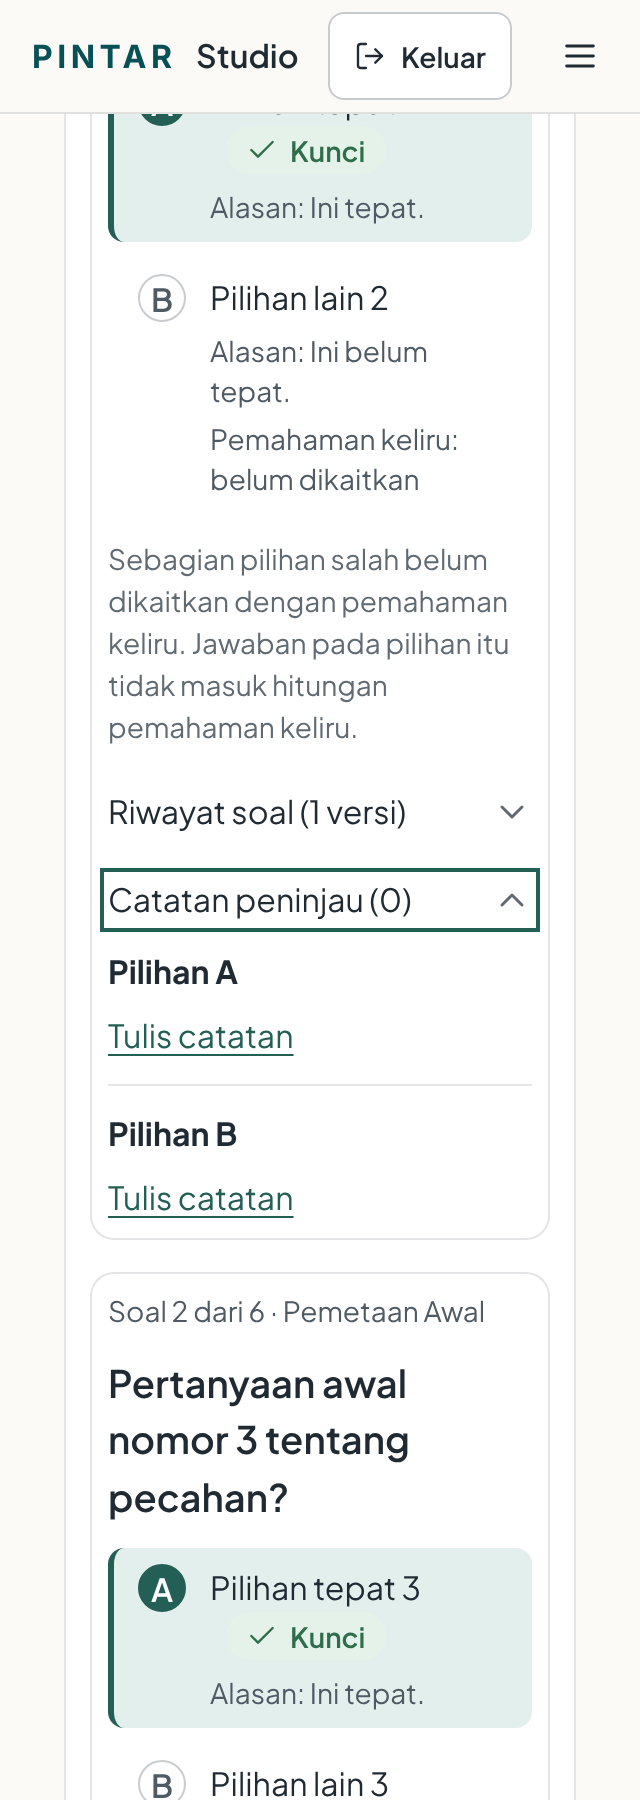 PINTAR Studio
Keluar
Kunci
Alasan: Ini tepat.
B
Pilihan lain 2
Alasan: Ini belum
tepat.
Pemahaman keliru:
belum dikaitkan
Sebagian pilihan salah belum
dikaitkan dengan pemahaman
keliru. Jawaban pada pilihan itu
tidak masuk hitungan
pemahaman keliru.
Riwayat soal (1 versi)
Catatan peninjau (0)
Pilihan A
Tulis catatan
Pilihan B
Tulis catatan
Soal 2 dari 6 · Pemetaan Awal
Pertanyaan awal
nomor 3 tentang
pecahan?
A
Pilihan tepat 3
Kunci
Alasan: Ini tepat.
B
Pilihan lain 3